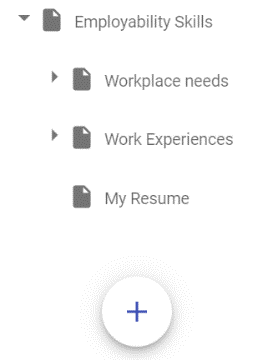 Employability Skills
Workplace needs
Work Experiences
My Resume